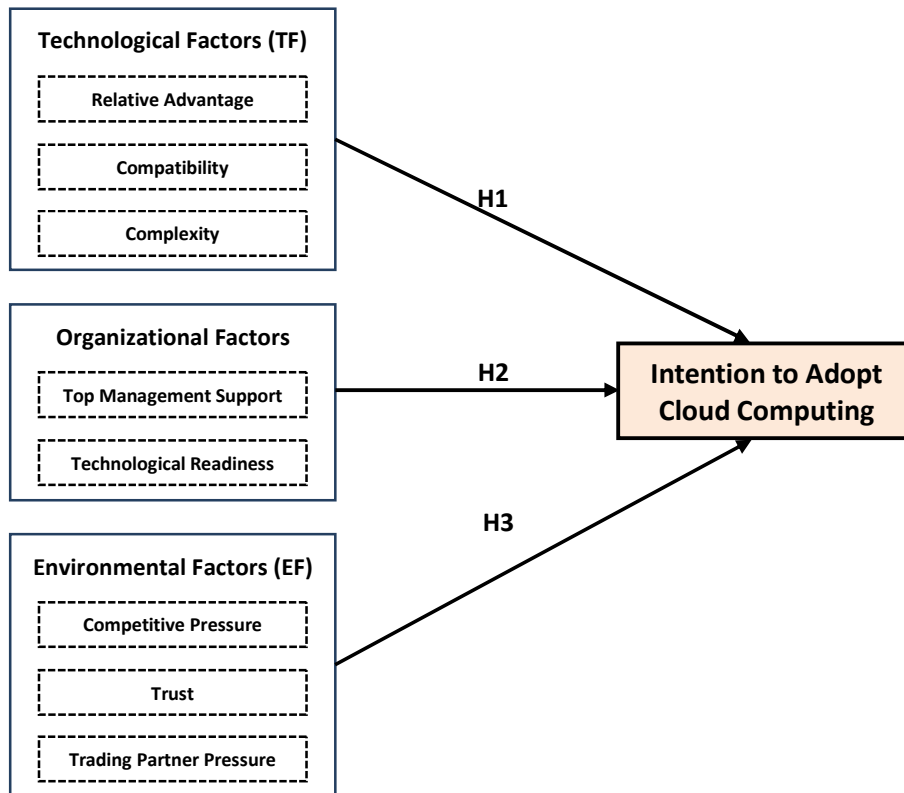 Technological Factors (TF)
Relative Advantage
Compatibility
Complexity
H1
Organizational Factors
Top Management Support
Technological Readiness
H2
Intention to Adopt
Cloud Computing
Environmental Factors (EF)
Competitive Pressure
Trust
Trading Partner Pressure
H3